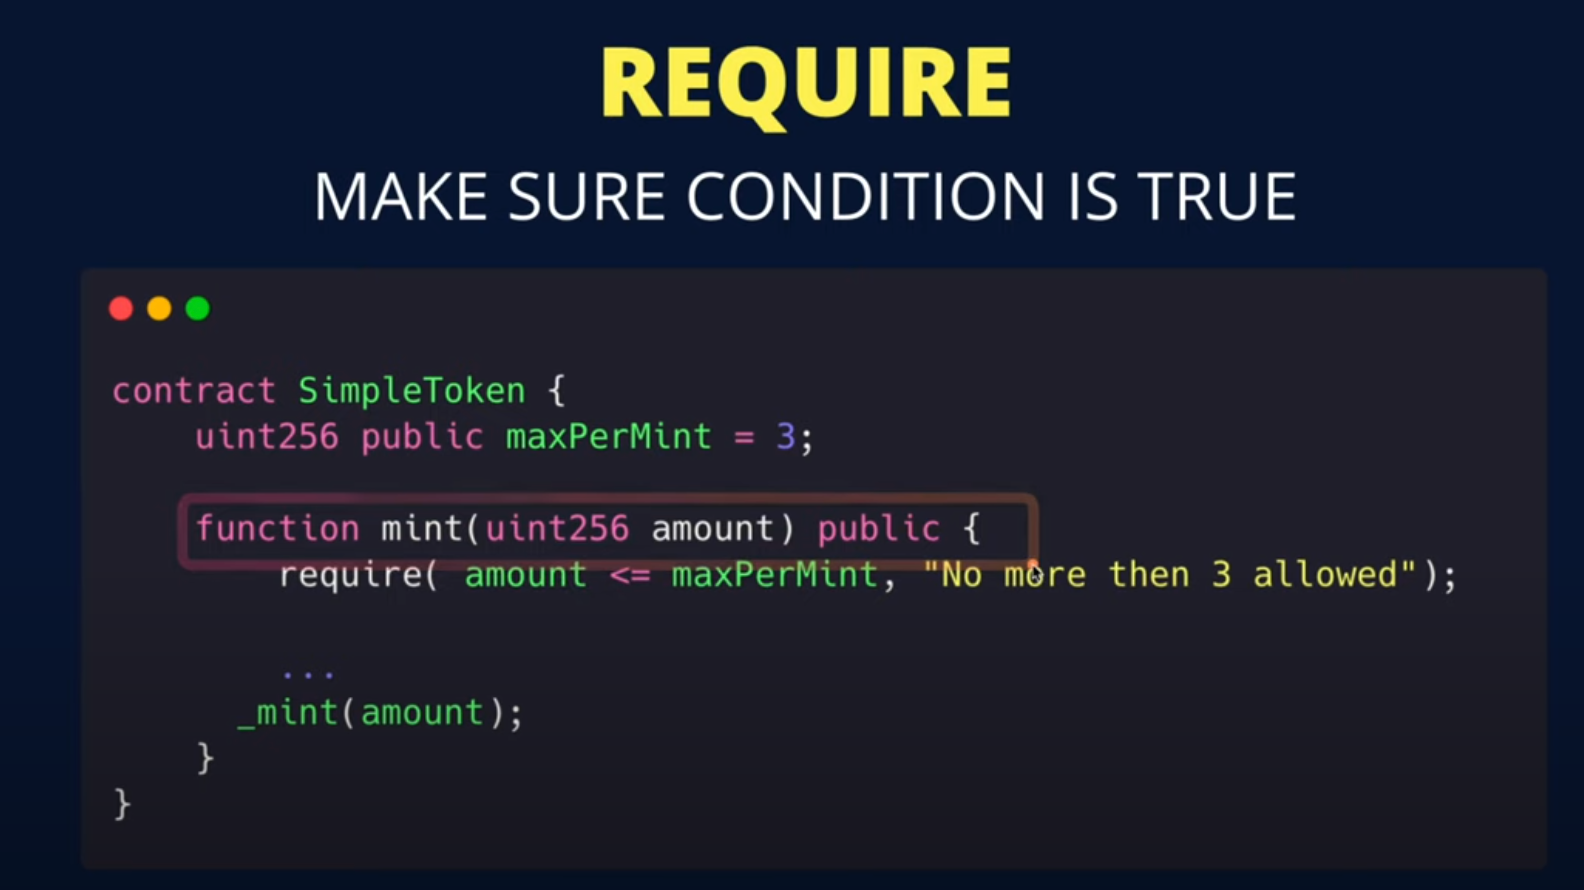 REQUIRE
MAKE SURE CONDITION IS TRUE
contract SimpleToken {
uint256 public maxPerMint = 3;
function mint(uint256 amount) public {
require( amount <= maxPerMint, "No more then 3 allowed");
...
_mint(amount);
}
}